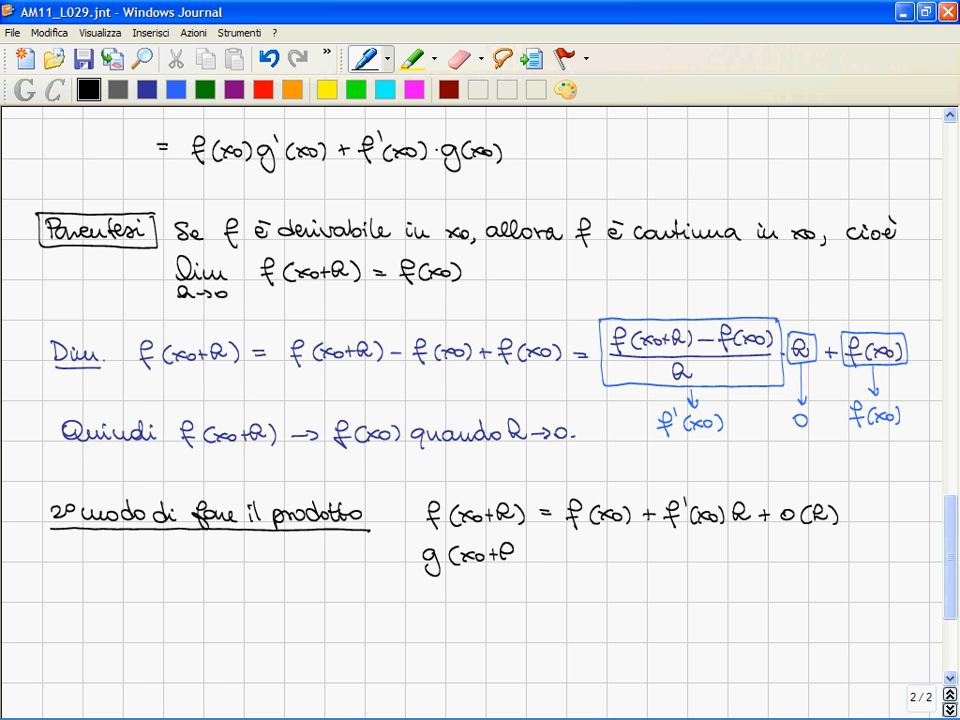 AM11_L029.jnt - Windows Journal
File Modifica Visualizza Inserisci Azioni Strumenti ?
= f(x0)g'(x0) + f'(x0)·g(x0)
Parentesi Se f è derivabile in x0, allora f è continua in x0, cioè
lim f(x0+h) = f(x0)
h→0
Dim. f(x0+h) = f(x0+h) - f(x0) + f(x0) = f(x0+h) - f(x0) / h · h + f(x0)
f'(x0) 0 f(x0)
Quindi f(x0+h) → f(x0) quando h→0.
2º modo di fare il prodotto f(x0+h) = f(x0) + f'(x0)h + o(h)
g(x0+h
2 / 2